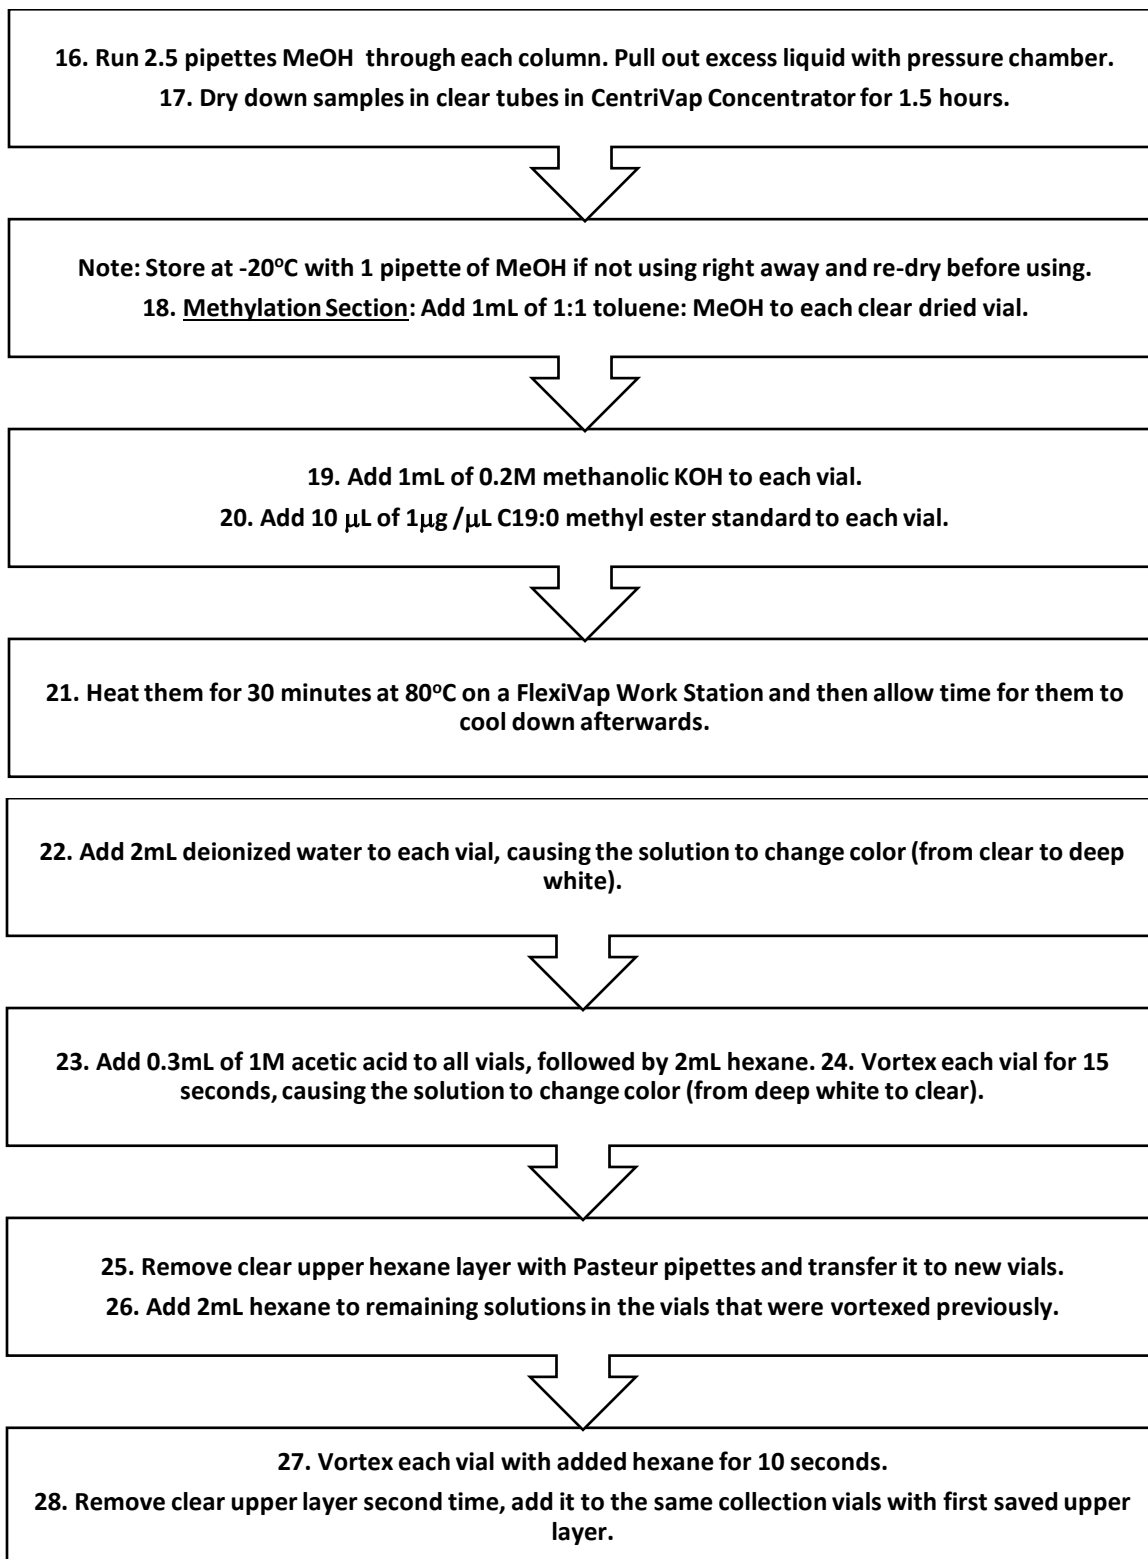 16. Run 2.5 pipettes MeOH through each column. Pull out excess liquid with pressure chamber.
17. Dry down samples in clear tubes in CentriVap Concentrator for 1.5 hours.
Note: Store at -20°C with 1 pipette of MeOH if not using right away and re-dry before using.
18. Methylation Section: Add 1mL of 1:1 toluene: MeOH to each clear dried vial.
19. Add 1mL of 0.2M methanolic KOH to each vial.
20. Add 10 μL of 1μg /μL C19:0 methyl ester standard to each vial.
21. Heat them for 30 minutes at 80°C on a FlexiVap Work Station and then allow time for them to
cool down afterwards.
22. Add 2mL deionized water to each vial, causing the solution to change color (from clear to deep
white).
23. Add 0.3mL of 1M acetic acid to all vials, followed by 2mL hexane. 24. Vortex each vial for 15
seconds, causing the solution to change color (from deep white to clear).
25. Remove clear upper hexane layer with Pasteur pipettes and transfer it to new vials.
26. Add 2mL hexane to remaining solutions in the vials that were vortexed previously.
27. Vortex each vial with added hexane for 10 seconds.
28. Remove clear upper layer second time, add it to the same collection vials with first saved upper
layer.